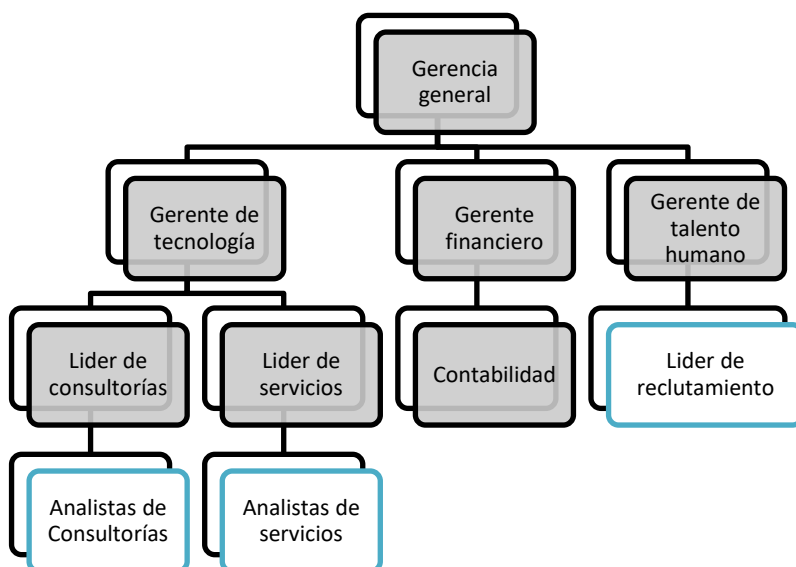 Gerencia
general
Gerente de
tecnología
Gerente
financiero
Gerente de
talento
humano
Lider de
consultorías
Lider de
servicios
Contabilidad
Lider de
reclutamiento
Analistas de
Consultorías
Analistas de
servicios